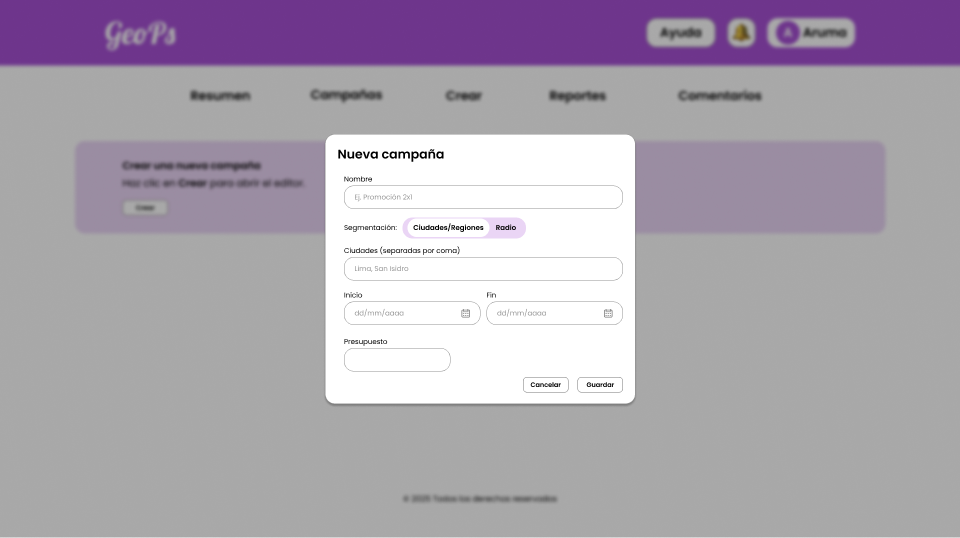 GeoPs
Ayuda
A Aruma
Resumen Campañas Crear Reportes Comentarios
Crear una nueva campaña
Haz clic en Crear para abrir el editor.
Crear
Nueva campaña
Nombre
Ej. Promoción 2x1
Segmentación: Ciudades/Regiones Radio
Ciudades (separadas por coma)
Lima, San Isidro
Inicio Fin
dd/mm/aaaa dd/mm/aaaa
Presupuesto
Cancelar Guardar
© 2025 Todos los derechos reservados